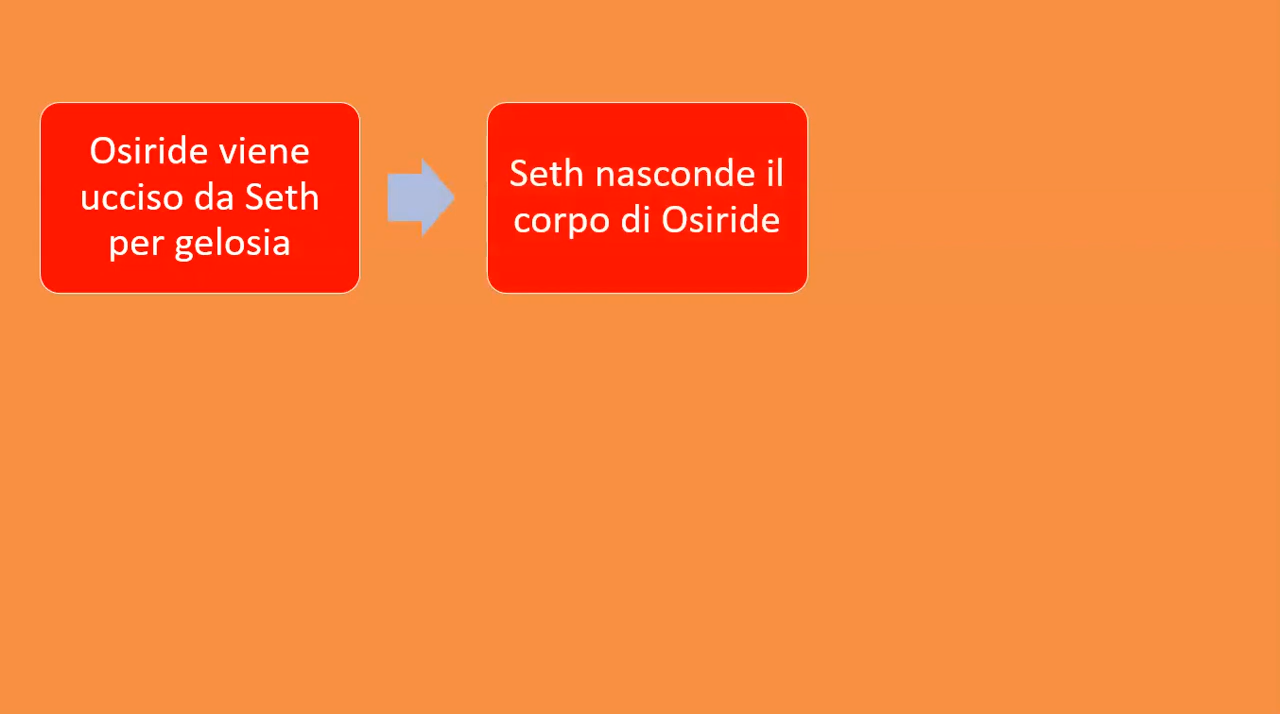 Osiride viene
ucciso da Seth
per gelosia
Seth nasconde il
corpo di Osiride